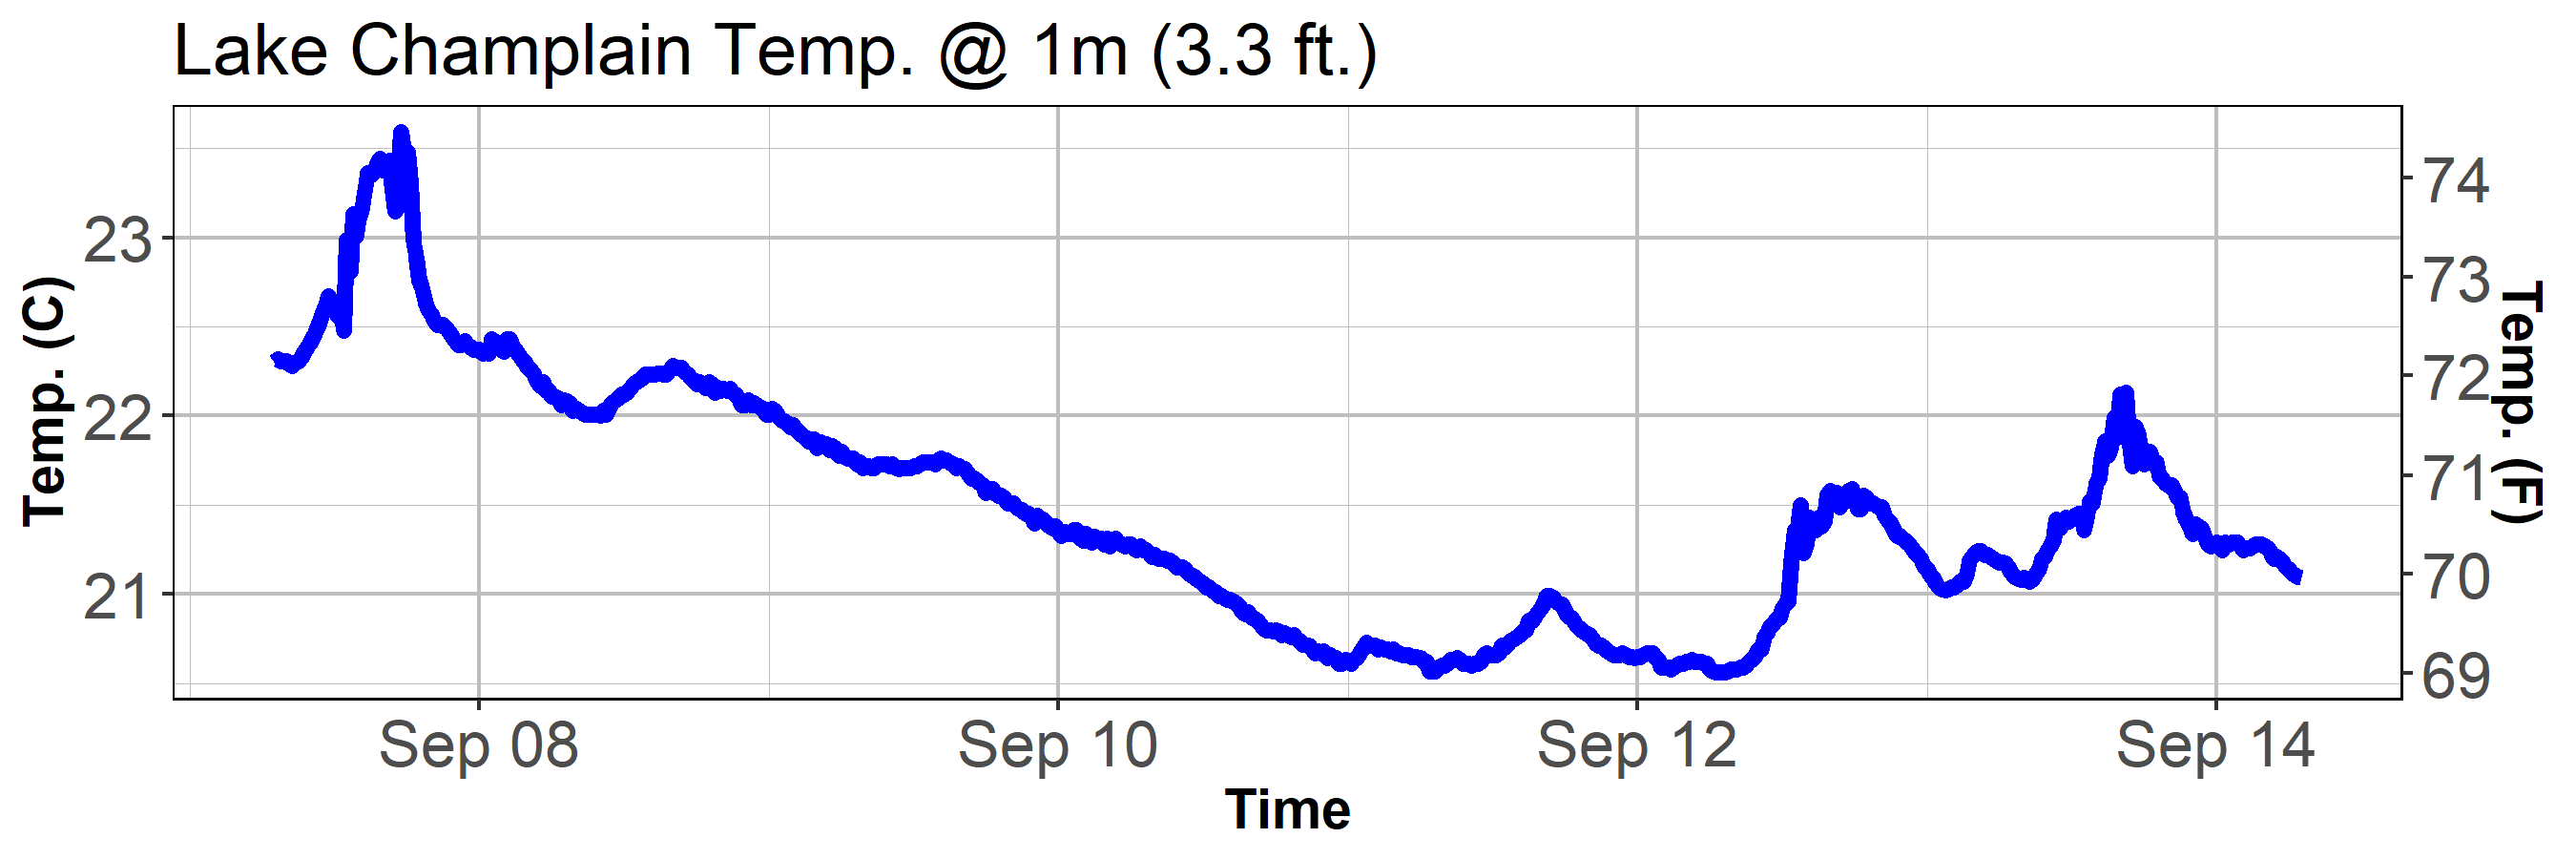 Lake Champlain Temp. @ 1m (3.3 ft.)
Temp. (C)
23
22
21
74
73
72
71
70
69
Temp. (F)
Sep 08
Sep 10
Sep 12
Sep 14
Time